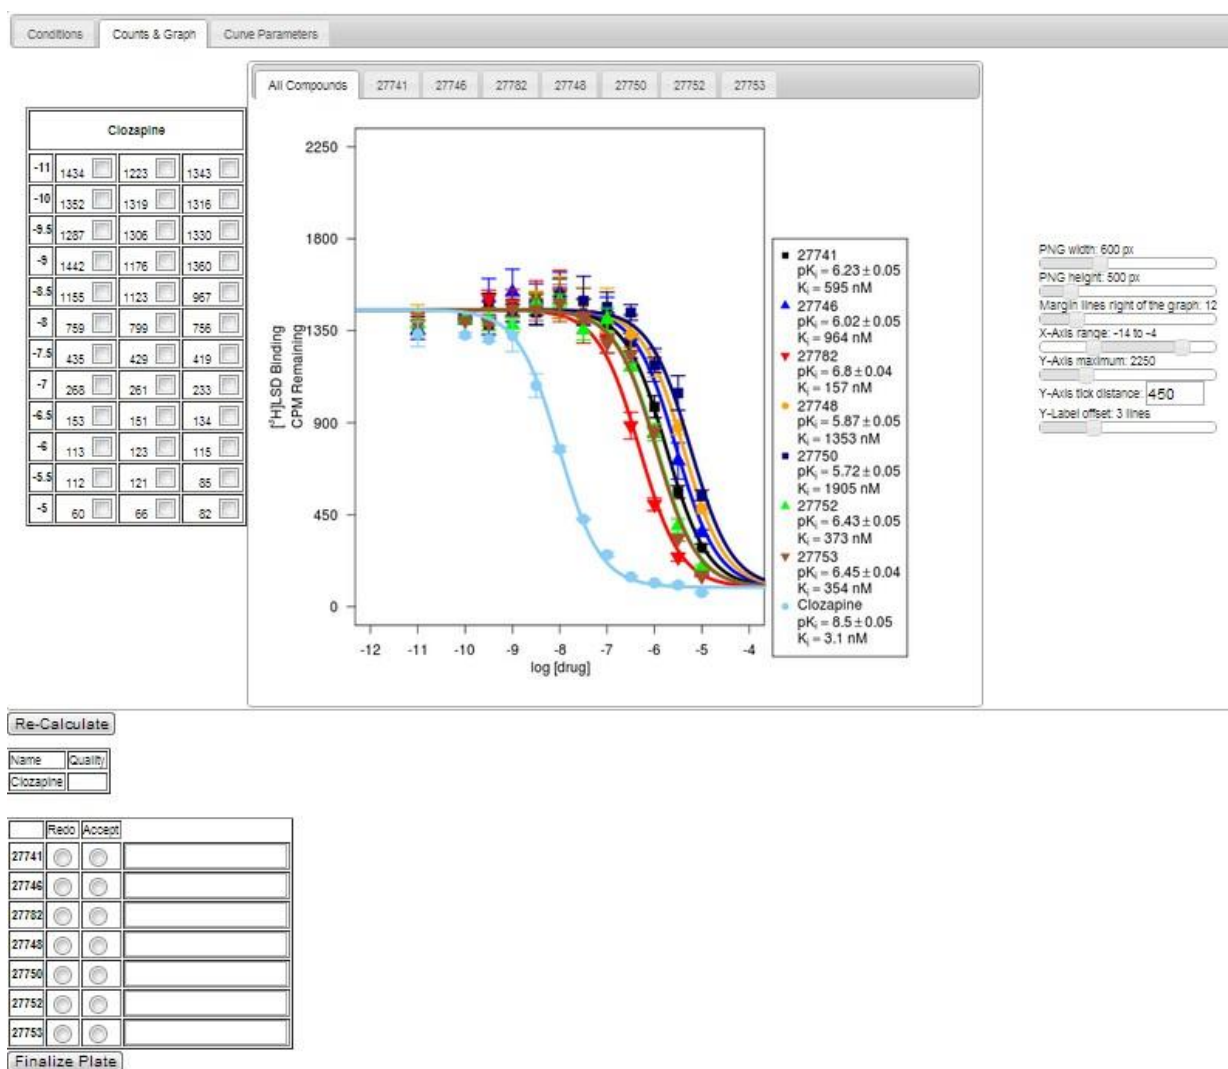 Conditions Counts & Graph Curve Parameters
All Compounds 27741 27746 27782 27748 27750 27752 27753
Clozapine
-11 1434 1223 1343
-10 1352 1319 1316
-9.5 1287 1306 1330
-9 1442 1176 1360
-8.5 1155 1123 967
-8 759 799 756
-7.5 435 429 419
-7 268 261 233
-6.5 153 151 134
-6 113 123 115
-5.5 112 121 85
-5 60 66 82
[³H]LSD Binding
CPM Remaining
2250
1800
1350
900
450
0
-12 -11 -10 -9 -8 -7 -6 -5 -4
log [drug]
27741
pKᵢ = 6.23 ± 0.05
Kᵢ = 595 nM
27746
pKᵢ = 6.02 ± 0.05
Kᵢ = 964 nM
27782
pKᵢ = 6.8 ± 0.04
Kᵢ = 157 nM
27748
pKᵢ = 5.87 ± 0.05
Kᵢ = 1353 nM
27750
pKᵢ = 5.72 ± 0.05
Kᵢ = 1905 nM
27752
pKᵢ = 6.43 ± 0.05
Kᵢ = 373 nM
27753
pKᵢ = 6.45 ± 0.04
Kᵢ = 354 nM
Clozapine
pKᵢ = 8.5 ± 0.05
Kᵢ = 3.1 nM
PNG width: 600 px
PNG height: 500 px
Margin lines right of the graph: 12
X-Axis range: -14 to -4
Y-Axis maximum: 2250
Y-Axis tick distance: 450
Y-Label offset: 3 lines
Re-Calculate
Name Quality
Clozapine
Redo Accept
27741
27746
27782
27748
27750
27752
27753
Finalize Plate